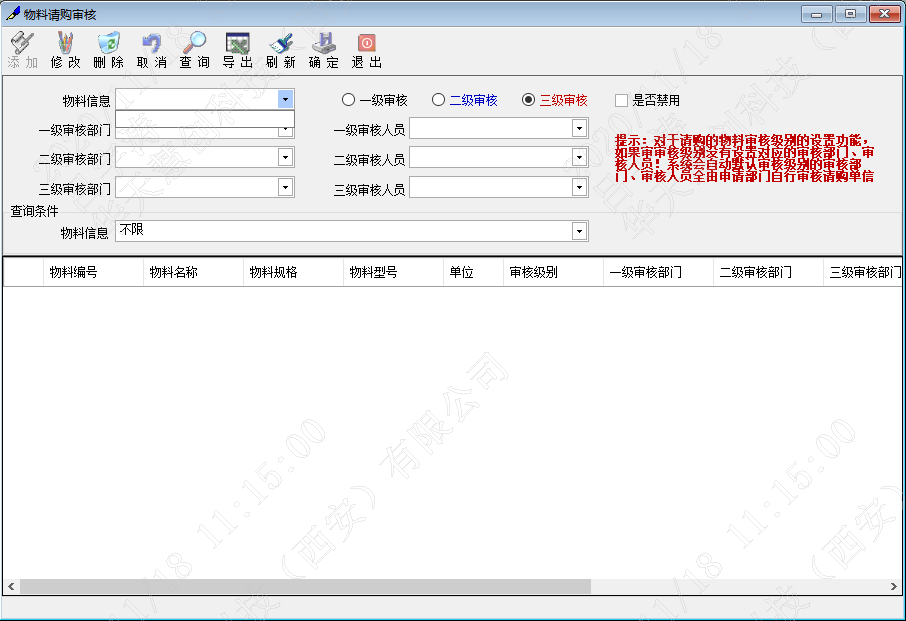 物料请购审核
添 加 修 改 删 除 取 消 查 询 导 出 刷 新 确 定 退 出
物料信息 一级审核 二级审核 三级审核 是否禁用
一级审核部门 一级审核人员
二级审核部门 二级审核人员
三级审核部门 三级审核人员
提示：对于请购的物料审核级别的设置功能，
如果审审核级别没有设置对应的审核部门、审
核人员！系统会自动默认审核级别的审核部
门、审核人员全由申请部门自行审核请购单信
查询条件
物料信息 不限
物料编号 物料名称 物料规格 物料型号 单位 审核级别 一级审核部门 二级审核部门 三级审核部门
11/18 11:15:00
（西安）有限公司
11/18 11:15:00
（西安）